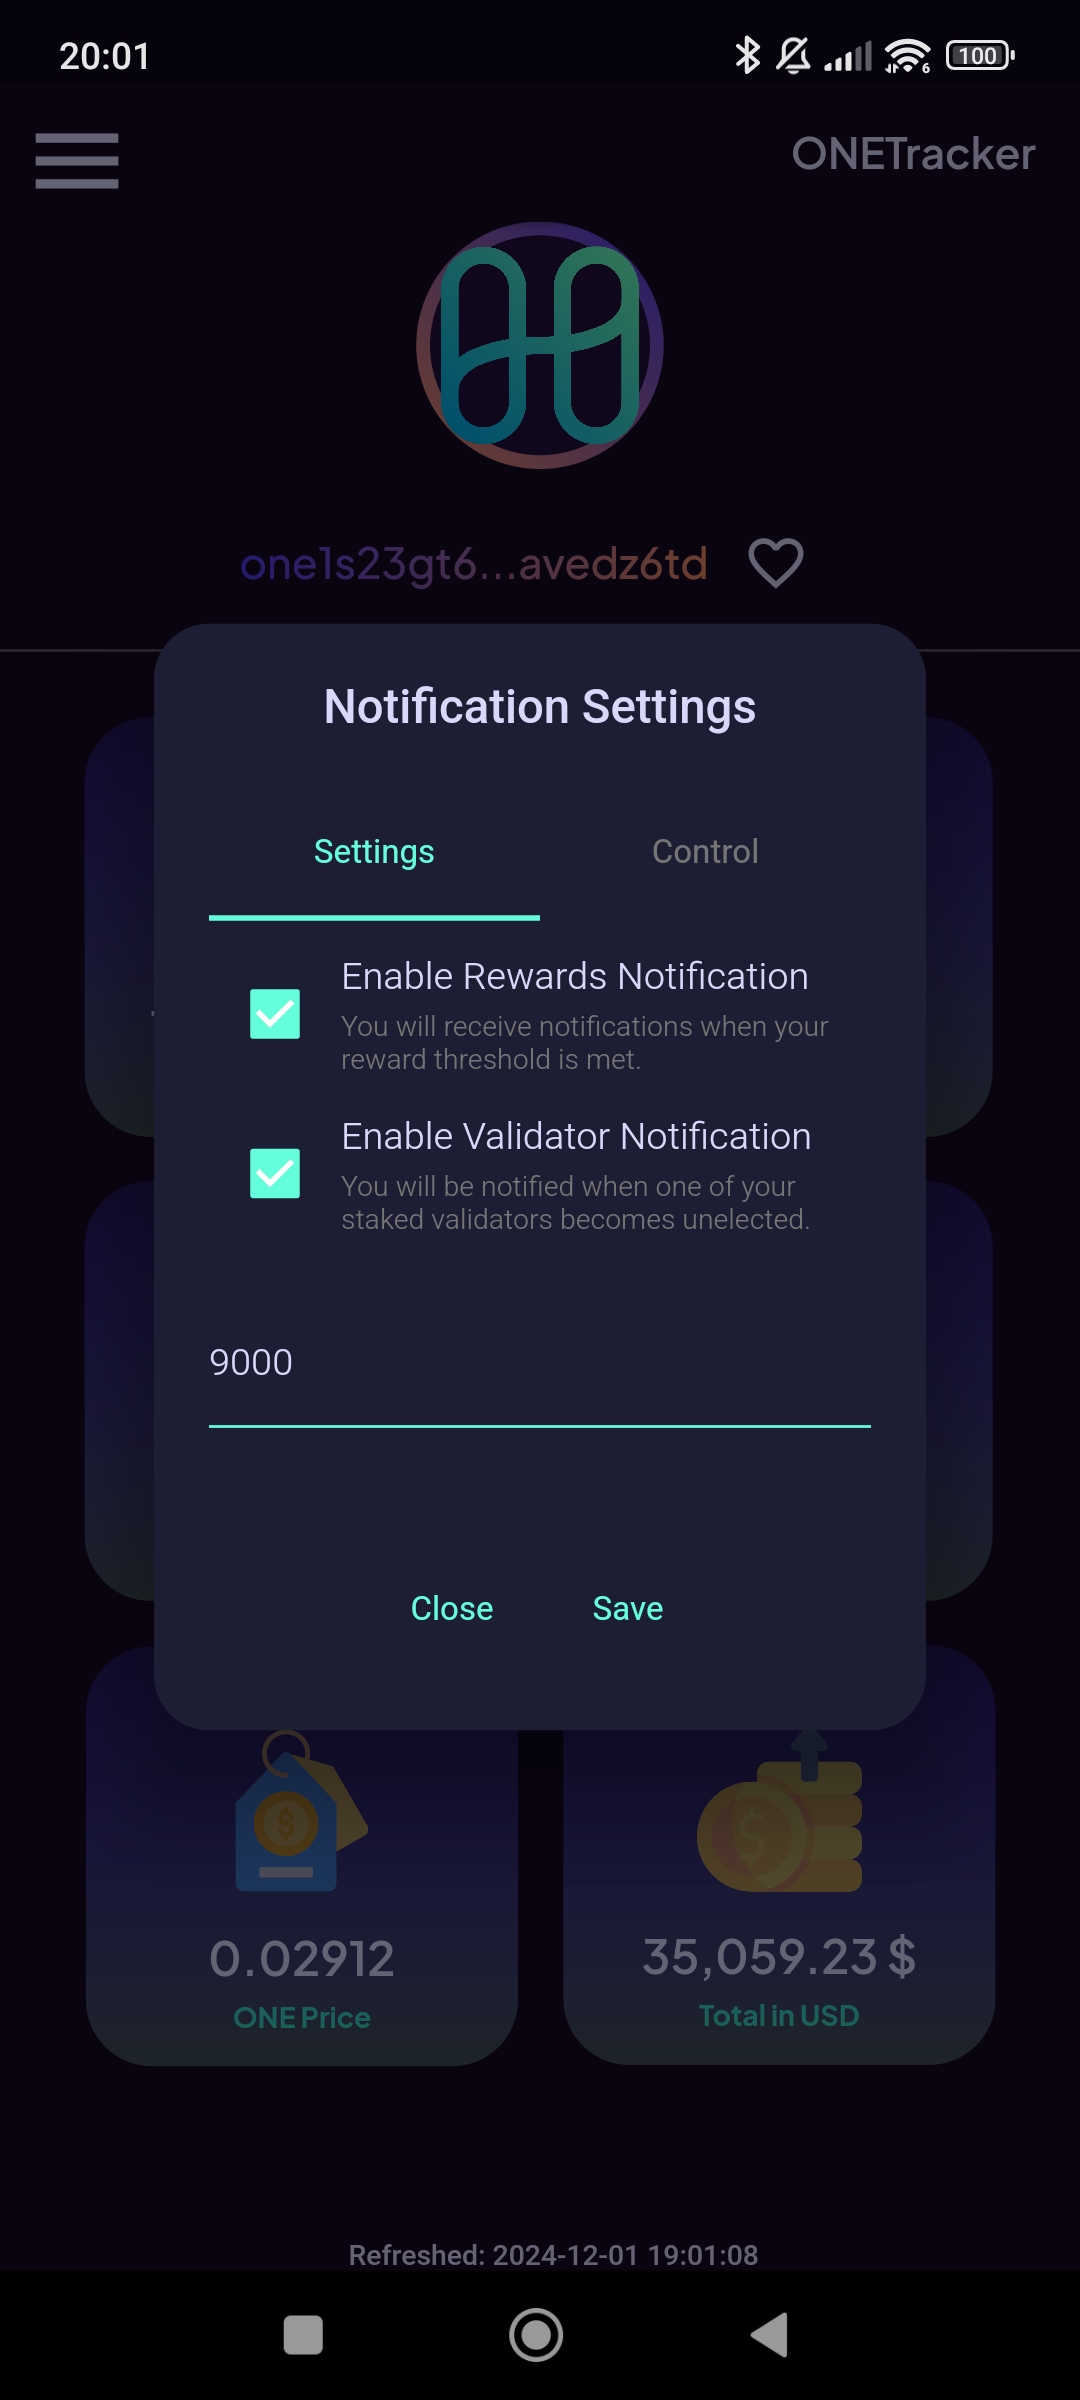 20:01
6
100
ONETracker
one1s23gt6...avedz6td
Notification Settings
Settings
Control
Enable Rewards Notification
You will receive notifications when your
reward threshold is met.
Enable Validator Notification
You will be notified when one of your
staked validators becomes unelected.
9000
Close
Save
$
$
0.02912
ONE Price
35,059.23 $
Total in USD
Refreshed: 2024-12-01 19:01:08